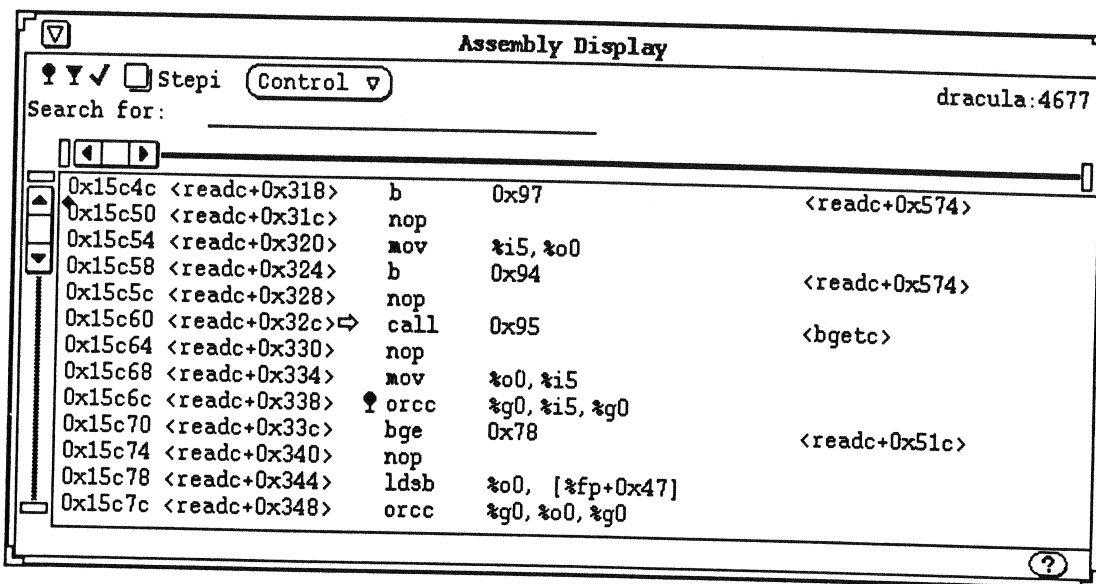 Assembly Display
Stepi Control
dracula:4677
Search for:
0x15c4c <readc+0x318> b 0x97 <readc+0x574>
0x15c50 <readc+0x31c> nop
0x15c54 <readc+0x320> mov %i5,%o0
0x15c58 <readc+0x324> b 0x94 <readc+0x574>
0x15c5c <readc+0x328> nop
0x15c60 <readc+0x32c>⇨ call 0x95 <bgetc>
0x15c64 <readc+0x330> nop
0x15c68 <readc+0x334> mov %o0,%i5
0x15c6c <readc+0x338> orcc %g0,%i5,%g0
0x15c70 <readc+0x33c> bge 0x78 <readc+0x51c>
0x15c74 <readc+0x340> nop
0x15c78 <readc+0x344> ldsb %o0, [%fp+0x47]
0x15c7c <readc+0x348> orcc %g0,%o0,%g0
?